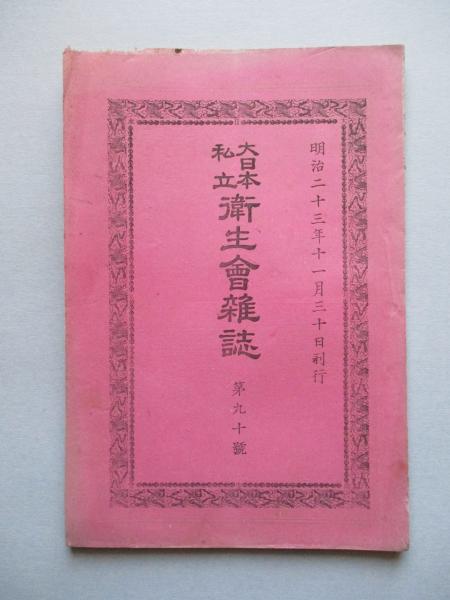 明治二十三年十一月三十日刊行
大日本
私立
衞生會雜誌
第九十號